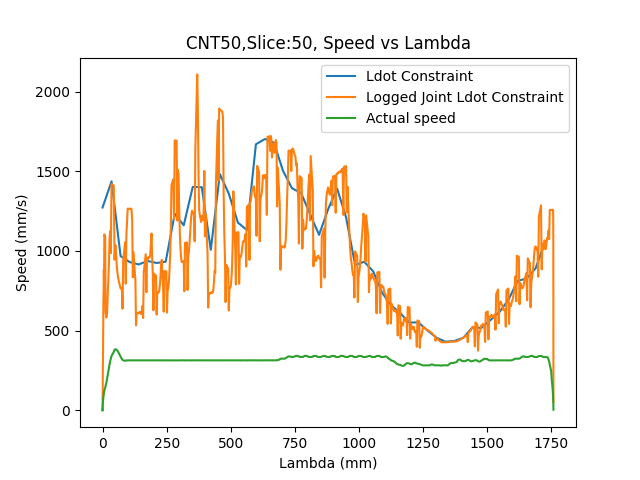 CNT50,Slice:50, Speed vs Lambda
Ldot Constraint
Logged Joint Ldot Constraint
Actual speed
Speed (mm/s)
2000
1500
1000
500
0
0 250 500 750 1000 1250 1500 1750
Lambda (mm)